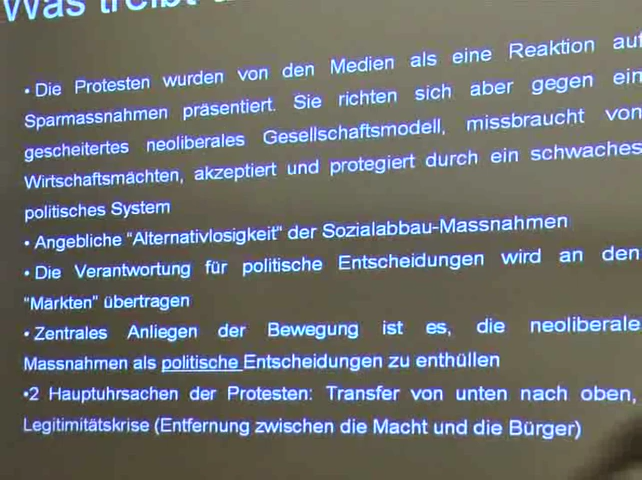 Was treibt
• Die Protesten wurden von den Medien als eine Reaktion auf
Sparmassnahmen präsentiert. Sie richten sich aber gegen ein
gescheitertes neoliberales Gesellschaftsmodell, missbraucht von
Wirtschaftsmächten, akzeptiert und protegiert durch ein schwaches
politisches System
• Angebliche "Alternativlosigkeit" der Sozialabbau-Massnahmen
• Die Verantwortung für politische Entscheidungen wird an den
"Märkten" übertragen
• Zentrales Anliegen der Bewegung ist es, die neoliberale
Massnahmen als politische Entscheidungen zu enthüllen
•2 Hauptuhrsachen der Protesten: Transfer von unten nach oben,
Legitimitätskrise (Entfernung zwischen die Macht und die Bürger)